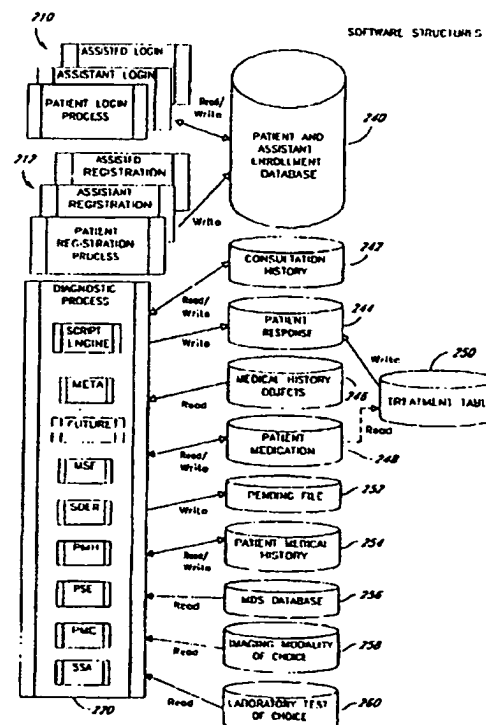 SOFTWARE STRUCTURES
210
ASSISTED LOGIN
ASSISTANT LOGIN
PATIENT LOGIN
PROCESS
Read/
Write
PATIENT AND
ASSISTANT
ENROLLMENT
DATABASE
240
212
ASSISTED
REGISTRATION
ASSISTANT
REGISTRATION
PATIENT
REGISTRATION
PROCESS
Write
DIAGNOSTIC
PROCESS
Read/
Write
CONSULTATION
HISTORY
242
SCRIPT
ENGINE
Write
PATIENT
RESPONSE
244
Write
250
TREATMENT TABLE
META
Read
MEDICAL HISTORY
OBJECTS
246
FUTURE
Read
MSF
Read/
Write
PATIENT
MEDICATION
248
SDER
Write
PENDING FILE
252
PMH
Read/
Write
PATIENT MEDICAL
HISTORY
254
PSE
Read
MDS DATABASE
256
PMC
Read
IMAGING MODALITY
OF CHOICE
258
SSA
Read
LABORATORY TEST
OF CHOICE
260
220